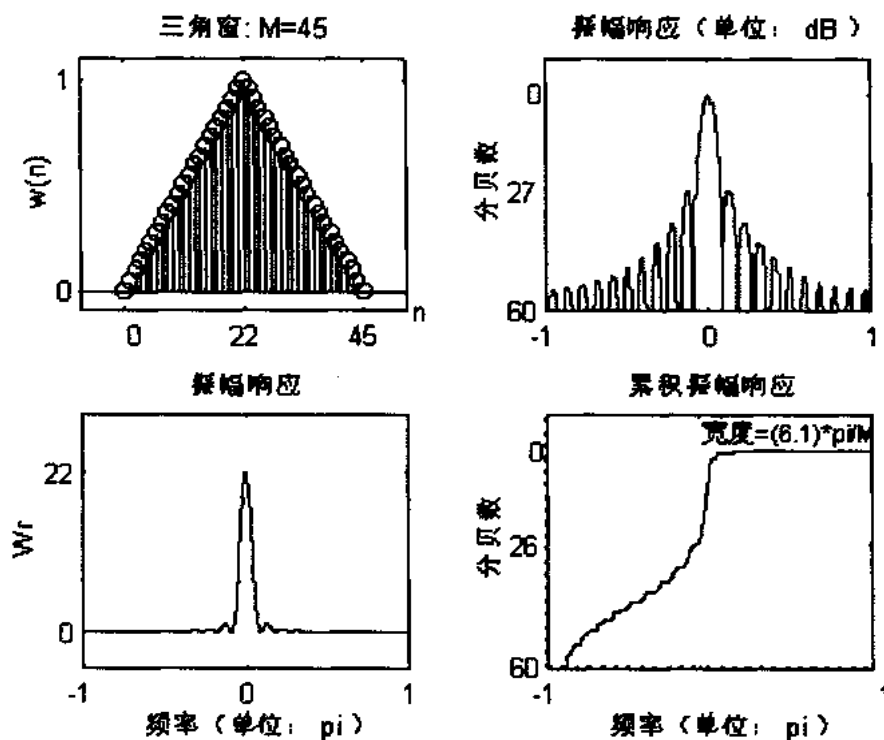 三角窗: M=45
1
w(n)
0
0
22
45
n
振幅响应（单位： dB）
0
分贝数
27
60
-1
0
1
振幅响应
22
Wr
0
-1
0
1
频率（单位： pi）
累积振幅响应
宽度=(6.1)*pi/M
0
分贝数
26
60
-1
1
频率（单位： pi）